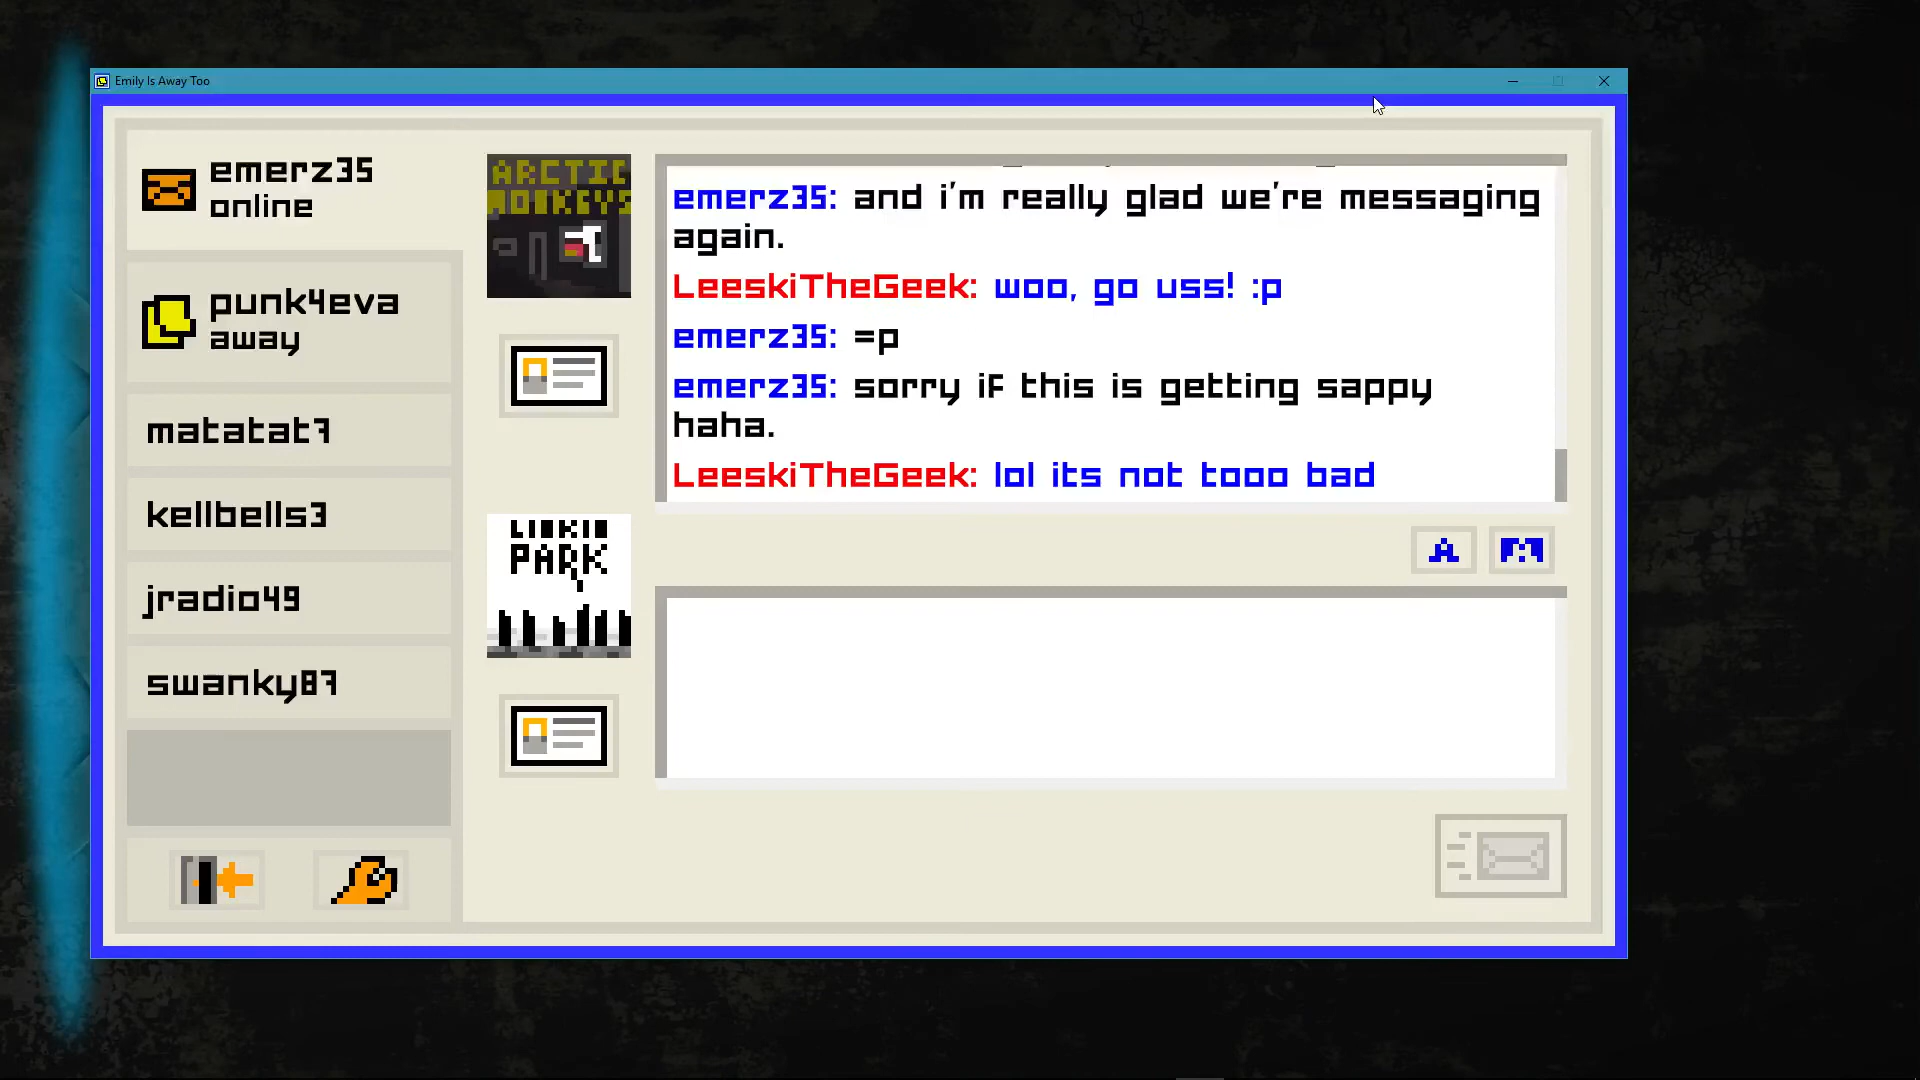 Emily Is Away Too
emerz35
online
punk4eva
away
matatat7
kellbells3
jradio49
swanky87
ARCTIC
MONKEYS
LINKIN
PARK
emerz35: and i'm really glad we're messaging
again.
LeeskiTheGeek: woo, go uss! :p
emerz35: =p
emerz35: sorry if this is getting sappy
haha.
LeeskiTheGeek: lol its not tooo bad
A